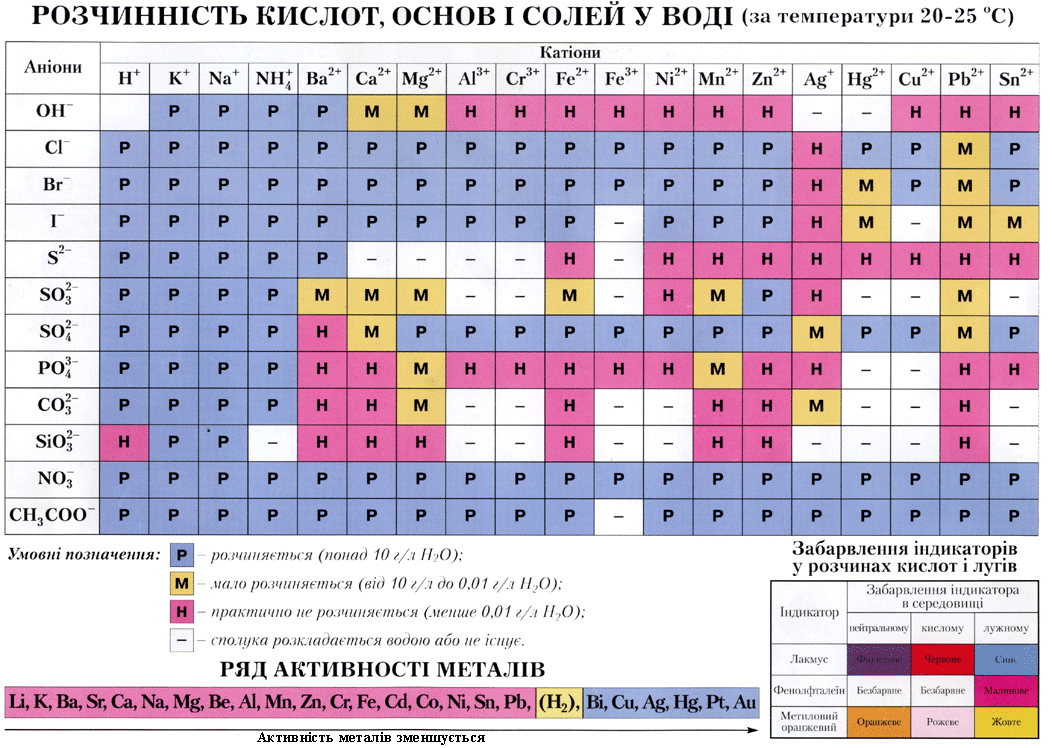 РОЗЧИННІСТЬ КИСЛОТ, ОСНОВ І СОЛЕЙ У ВОДІ (за температури 20-25 °С)
Аніони Катіони
H⁺ K⁺ Na⁺ NH₄⁺ Ba²⁺ Ca²⁺ Mg²⁺ Al³⁺ Cr³⁺ Fe²⁺ Fe³⁺ Ni²⁺ Mn²⁺ Zn²⁺ Ag⁺ Hg²⁺ Cu²⁺ Pb²⁺ Sn²⁺
OH⁻ Р Р Р Р М М Н Н Н Н Н Н Н – – Н Н Н
Cl⁻ Р Р Р Р Р Р Р Р Р Р Р Р Р Р Н Р Р М Р
Br⁻ Р Р Р Р Р Р Р Р Р Р Р Р Р Р Н М Р М Р
I⁻ Р Р Р Р Р Р Р Р Р Р – Р Р Р Н М – М М
S²⁻ Р Р Р Р Р – – – – Н – Н Н Н Н Н Н Н Н
SO₃²⁻ Р Р Р Р М М М – – М – Н М Р Н – – М –
SO₄²⁻ Р Р Р Р Н М Р Р Р Р Р Р Р Р М Р Р М Р
PO₄³⁻ Р Р Р Р Н Н М Н Н Н Н Н М Н Н – – Н Н
CO₃²⁻ Р Р Р Р Н Н М – – Н – – Н Н М – – Н –
SiO₃²⁻ Н Р Р – Н Н Н – – Н – – Н Н – – – Н –
NO₃⁻ Р Р Р Р Р Р Р Р Р Р Р Р Р Р Р Р Р Р Р
CH₃COO⁻ Р Р Р Р Р Р Р Р Р Р – Р Р Р Р Р Р Р Р
Умовні позначення: Р – розчиняється (понад 10 г/л H₂O);
М – мало розчиняється (від 10 г/л до 0,01 г/л H₂O);
Н – практично не розчиняється (менше 0,01 г/л H₂O);
– – сполука розкладається водою або не існує.
РЯД АКТИВНОСТІ МЕТАЛІВ
Li, K, Ba, Sr, Ca, Na, Mg, Be, Al, Mn, Zn, Cr, Fe, Cd, Co, Ni, Sn, Pb, (H₂), Bi, Cu, Ag, Hg, Pt, Au
Активність металів зменшується
Забарвлення індикаторів
у розчинах кислот і лугів
Індикатор
Забарвлення індикатора
в середовищі
нейтральному кислому лужному
Лакмус Фіолетове Червоне Синє
Фенолфталеїн Безбарвне Безбарвне Малинове
Метиловий
оранжевий Оранжеве Рожеве Жовте